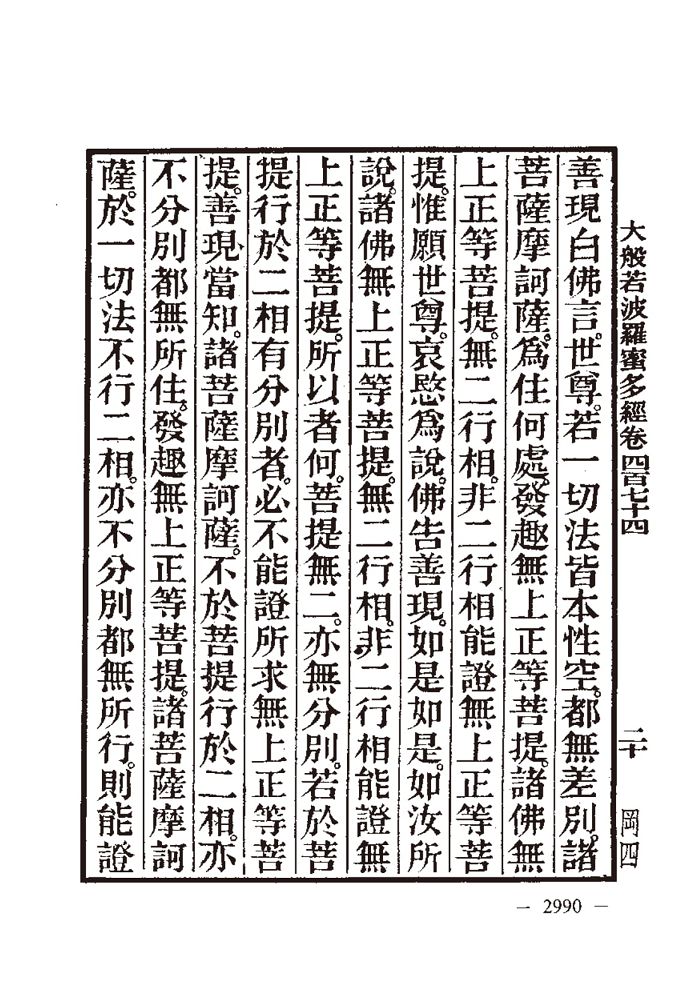 大般若波羅蜜多經卷四百七十四 二十 岡四
善現白佛言。世尊。若一切法皆本性空。都無差別。諸
菩薩摩訶薩。爲住何處。發趣無上正等菩提。諸佛無
上正等菩提。無二行相。非二行相能證無上正等菩
提。惟願世尊。哀愍爲說。佛告善現。如是如是。如汝所
說。諸佛無上正等菩提。無二行相。非二行相能證無
上正等菩提。所以者何。菩提無二。亦無分別。若於菩
提行於二相有分別者。必不能證所求無上正等菩
提。善現當知。諸菩薩摩訶薩。不於菩提行於二相。亦
不分別都無所住。發趣無上正等菩提。諸菩薩摩訶
薩。於一切法不行二相。亦不分別都無所行。則能證
— 2990 —